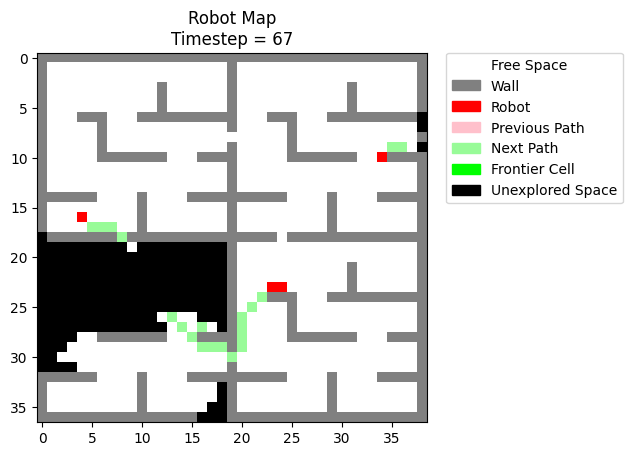 Robot Map
Timestep = 67
Free Space
Wall
Robot
Previous Path
Next Path
Frontier Cell
Unexplored Space
0
5
10
15
20
25
30
35
0
5
10
15
20
25
30
35